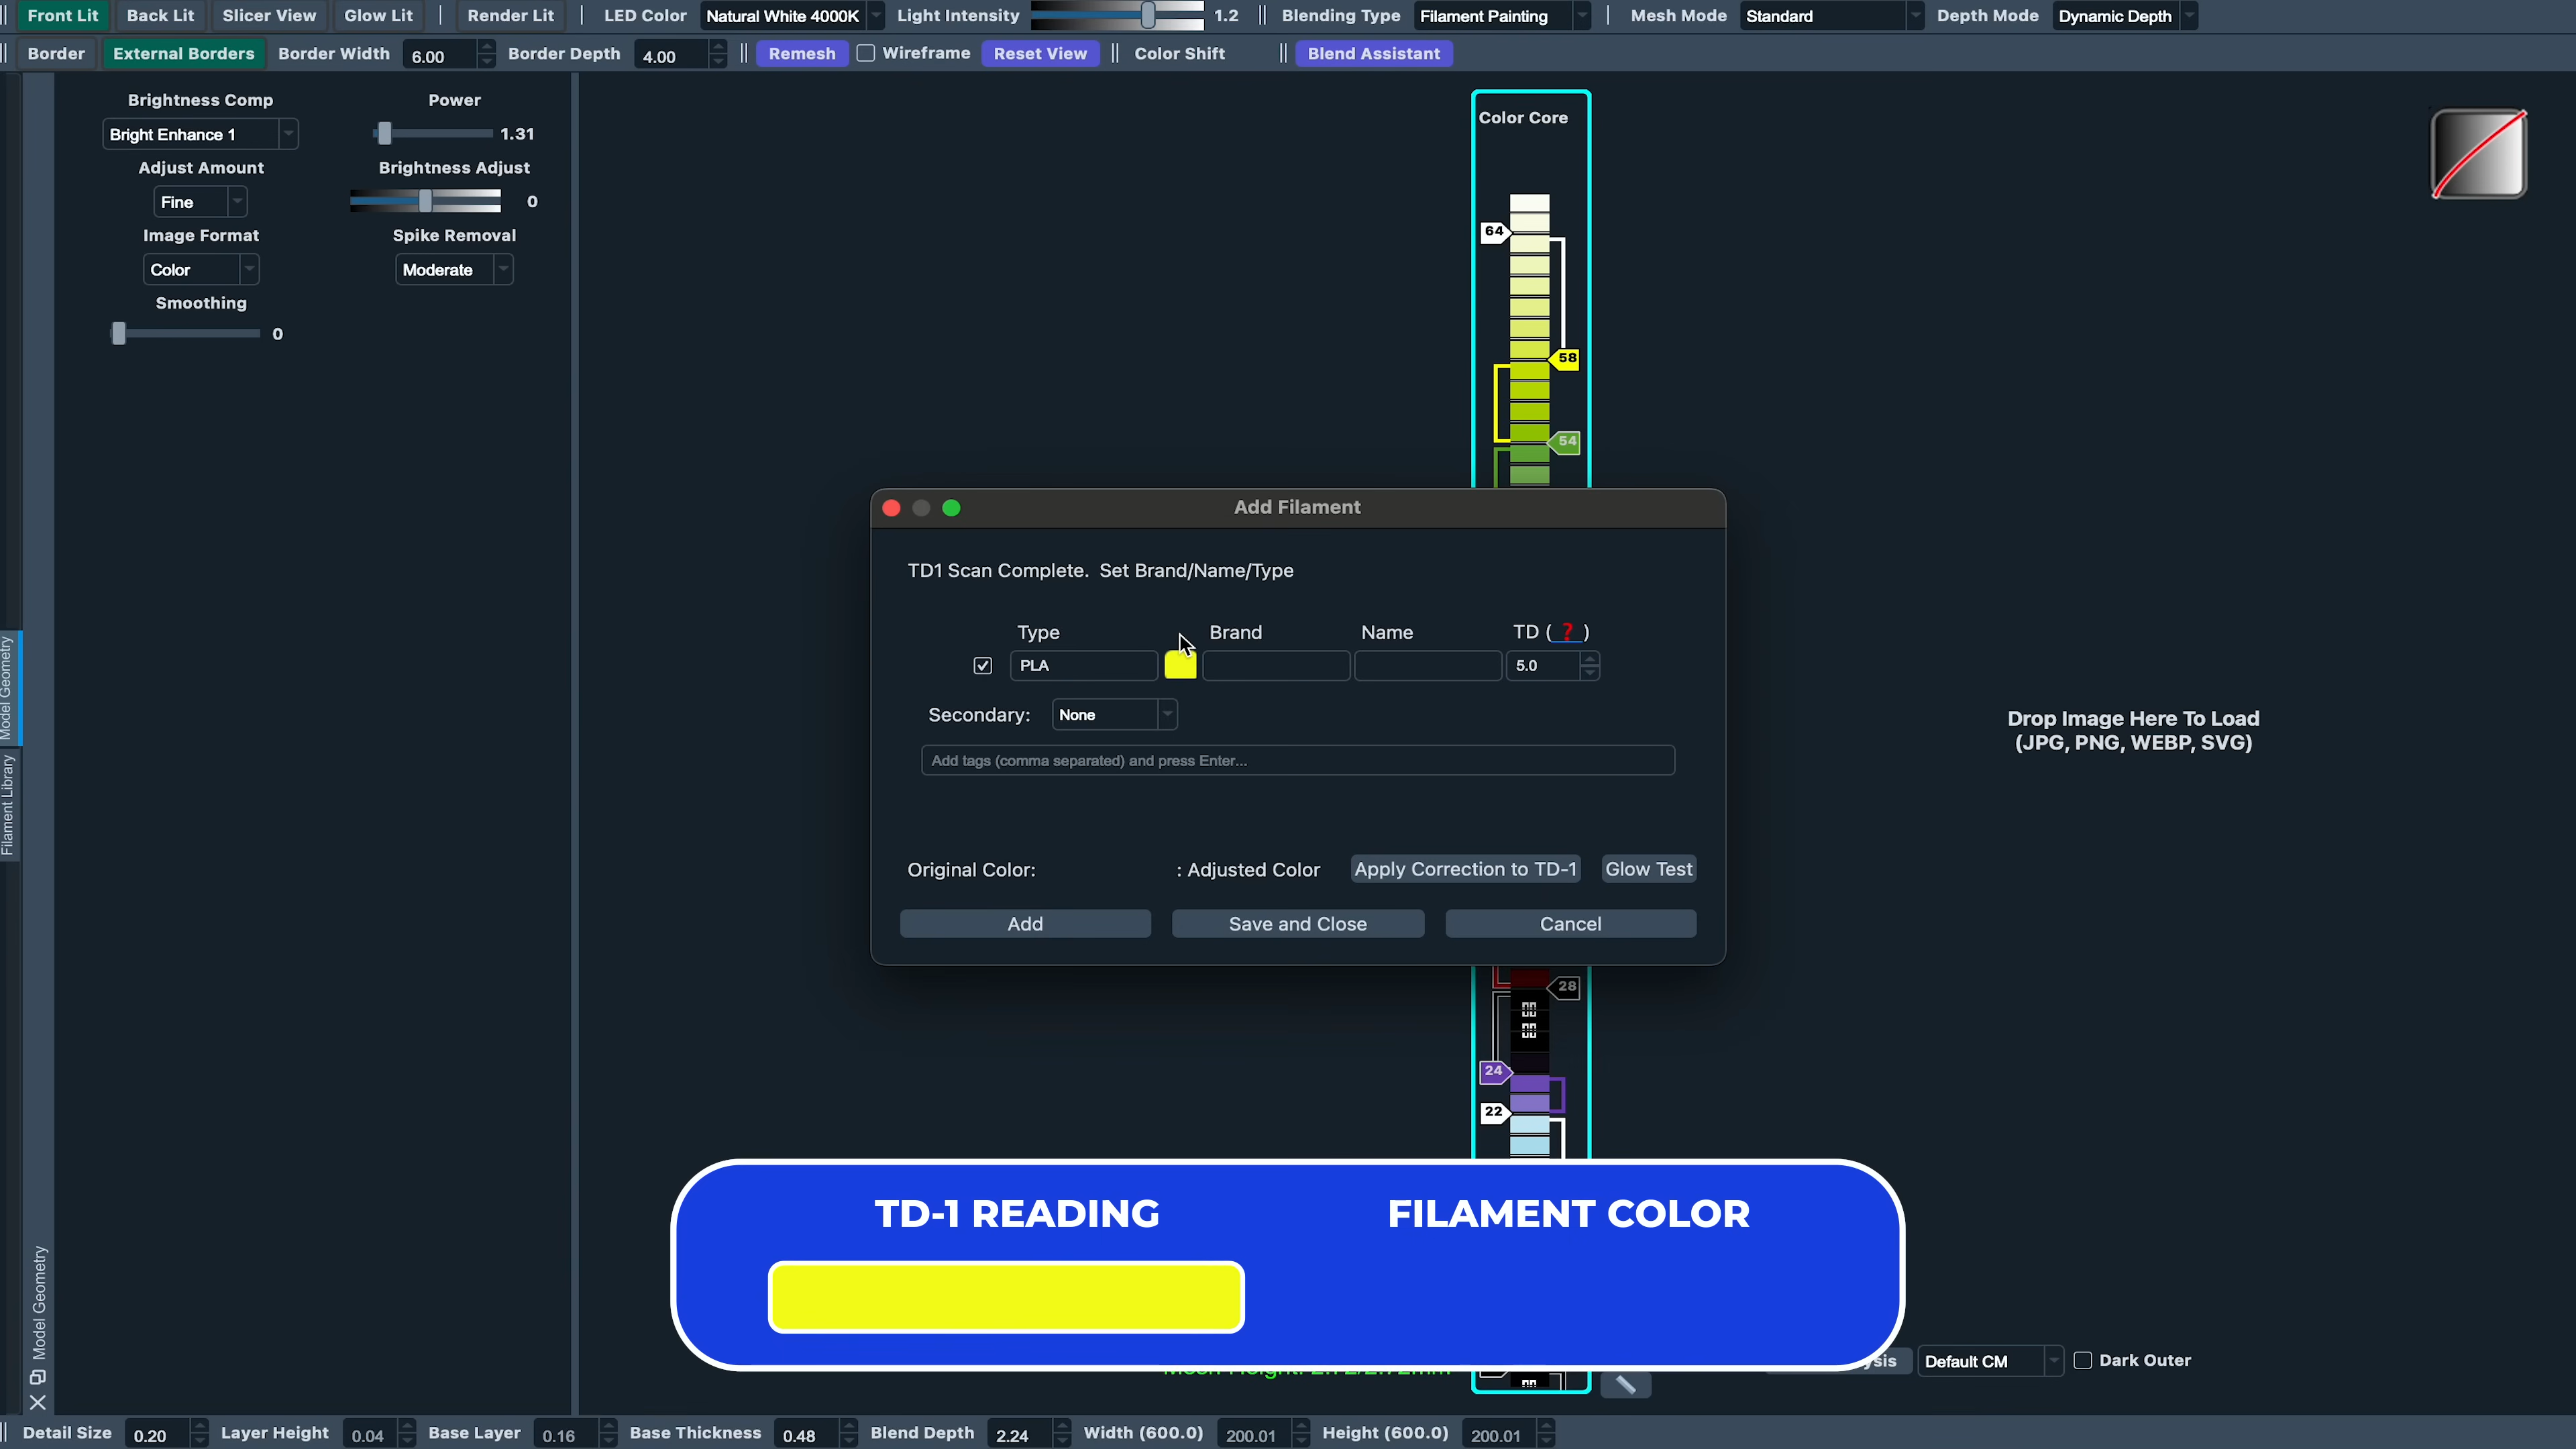 Front Lit Back Lit Slicer View Glow Lit Render Lit LED Color Natural White 4000K Light Intensity 1.2 Blending Type Filament Painting Mesh Mode Standard Depth Mode Dynamic Depth
Border External Borders Border Width 6.00 Border Depth 4.00 Remesh Wireframe Reset View Color Shift Blend Assistant
Brightness Comp Power
Bright Enhance 1 1.31
Adjust Amount Brightness Adjust
Fine 0
Image Format Spike Removal
Color Moderate
Smoothing
0
Model Geometry
Filament Library
Model Geometry
Color Core
64
58
54
Add Filament
TD1 Scan Complete. Set Brand/Name/Type
Type Brand Name TD ( ? )
PLA 5.0
Secondary: None
Add tags (comma separated) and press Enter...
Original Color: : Adjusted Color Apply Correction to TD-1 Glow Test
Add Save and Close Cancel
28
24
22
Drop Image Here To Load
(JPG, PNG, WEBP, SVG)
TD-1 READING FILAMENT COLOR
Default CM Dark Outer
Detail Size 0.20 Layer Height 0.04 Base Layer 0.16 Base Thickness 0.48 Blend Depth 2.24 Width (600.0) 200.01 Height (600.0) 200.01